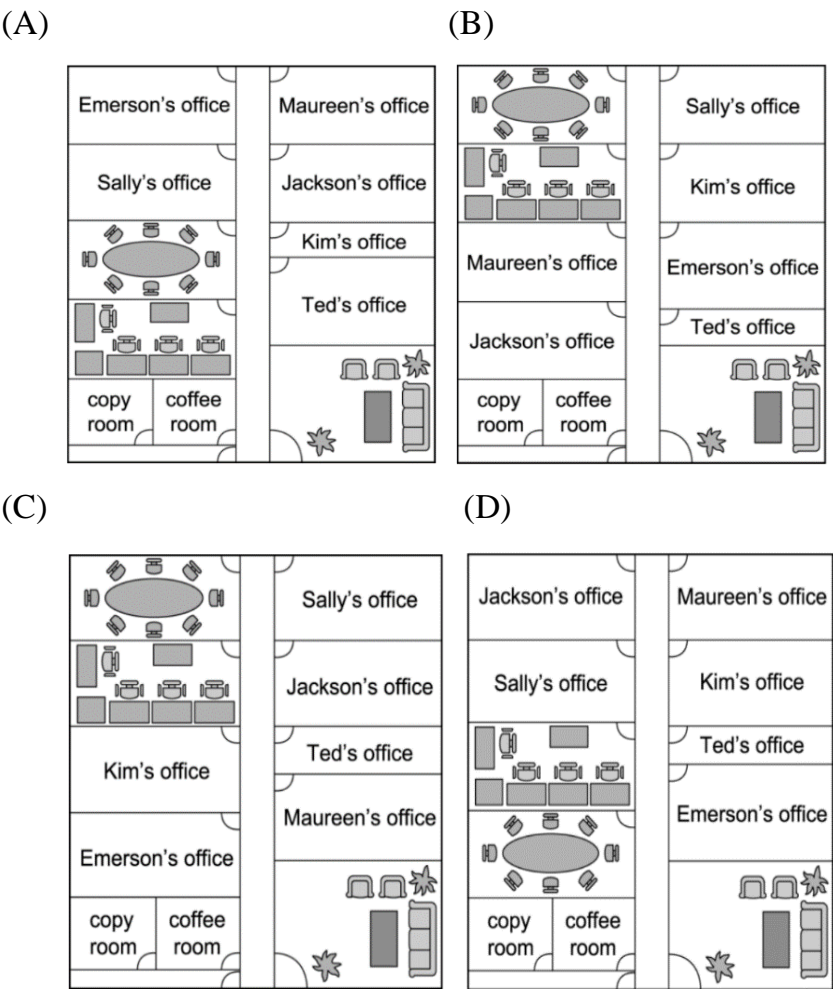 (A)
Emerson's office
Maureen's office
Sally's office
Jackson's office
Kim's office
Ted's office
copy
room
coffee
room
(B)
Sally's office
Kim's office
Maureen's office
Emerson's office
Jackson's office
Ted's office
copy
room
coffee
room
(C)
Sally's office
Jackson's office
Kim's office
Ted's office
Maureen's office
Emerson's office
copy
room
coffee
room
(D)
Jackson's office
Maureen's office
Sally's office
Kim's office
Ted's office
Emerson's office
copy
room
coffee
room